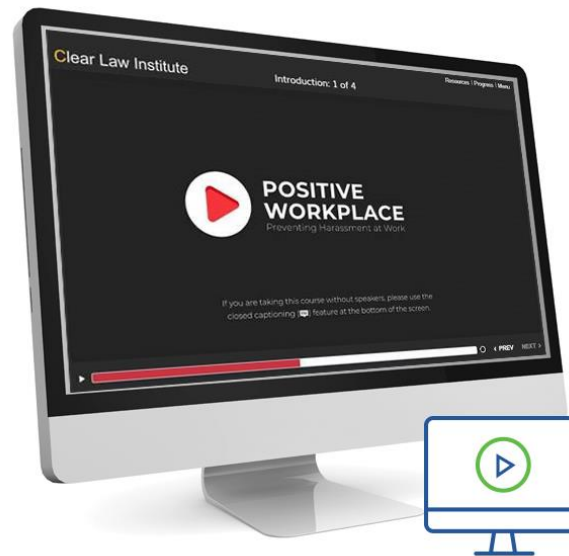 Clear Law Institute
Introduction: 1 of 4
Resources | Progress | Menu
POSITIVE
WORKPLACE
Preventing Harassment at Work
If you are taking this course without speakers, please use the
closed captioning [💬] feature at the bottom of the screen.
PREV NEXT